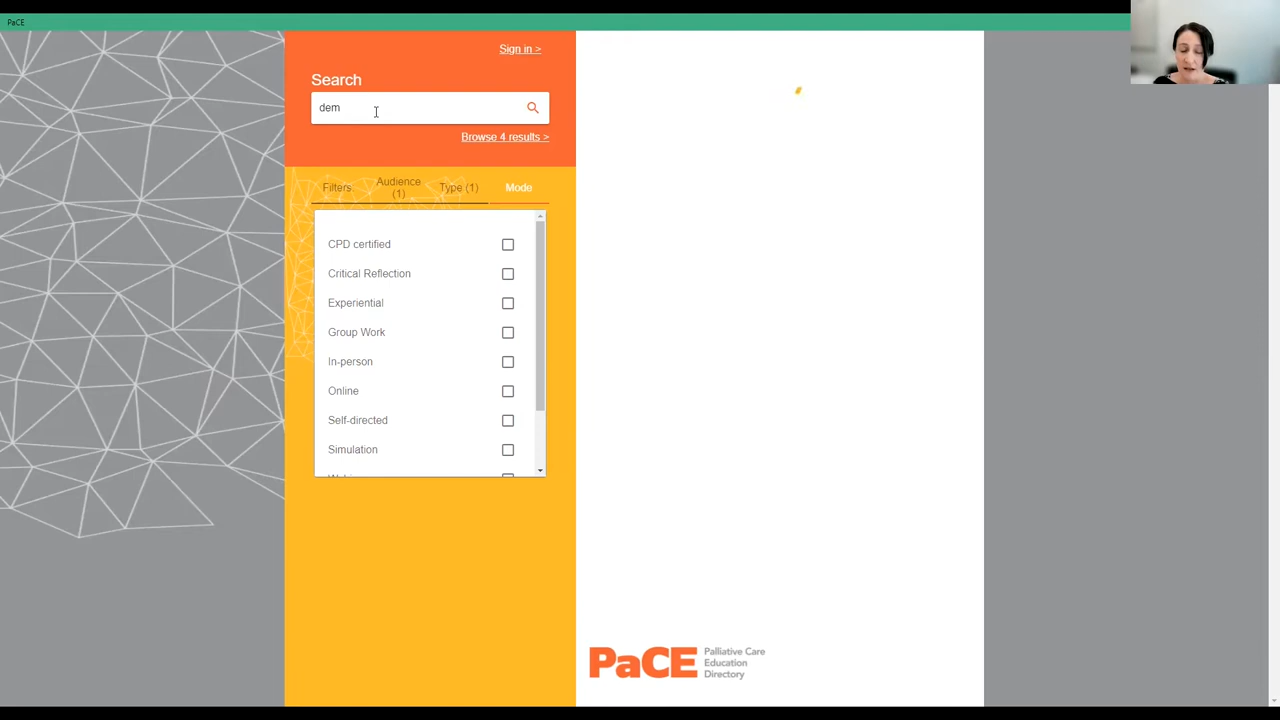 PaCE
Sign in >
Search
dem
Browse 4 results >
Filters
Audience
(1)
Type (1)
Mode
CPD certified
Critical Reflection
Experiential
Group Work
In-person
Online
Self-directed
Simulation
PaCE
Palliative Care
Education
Directory